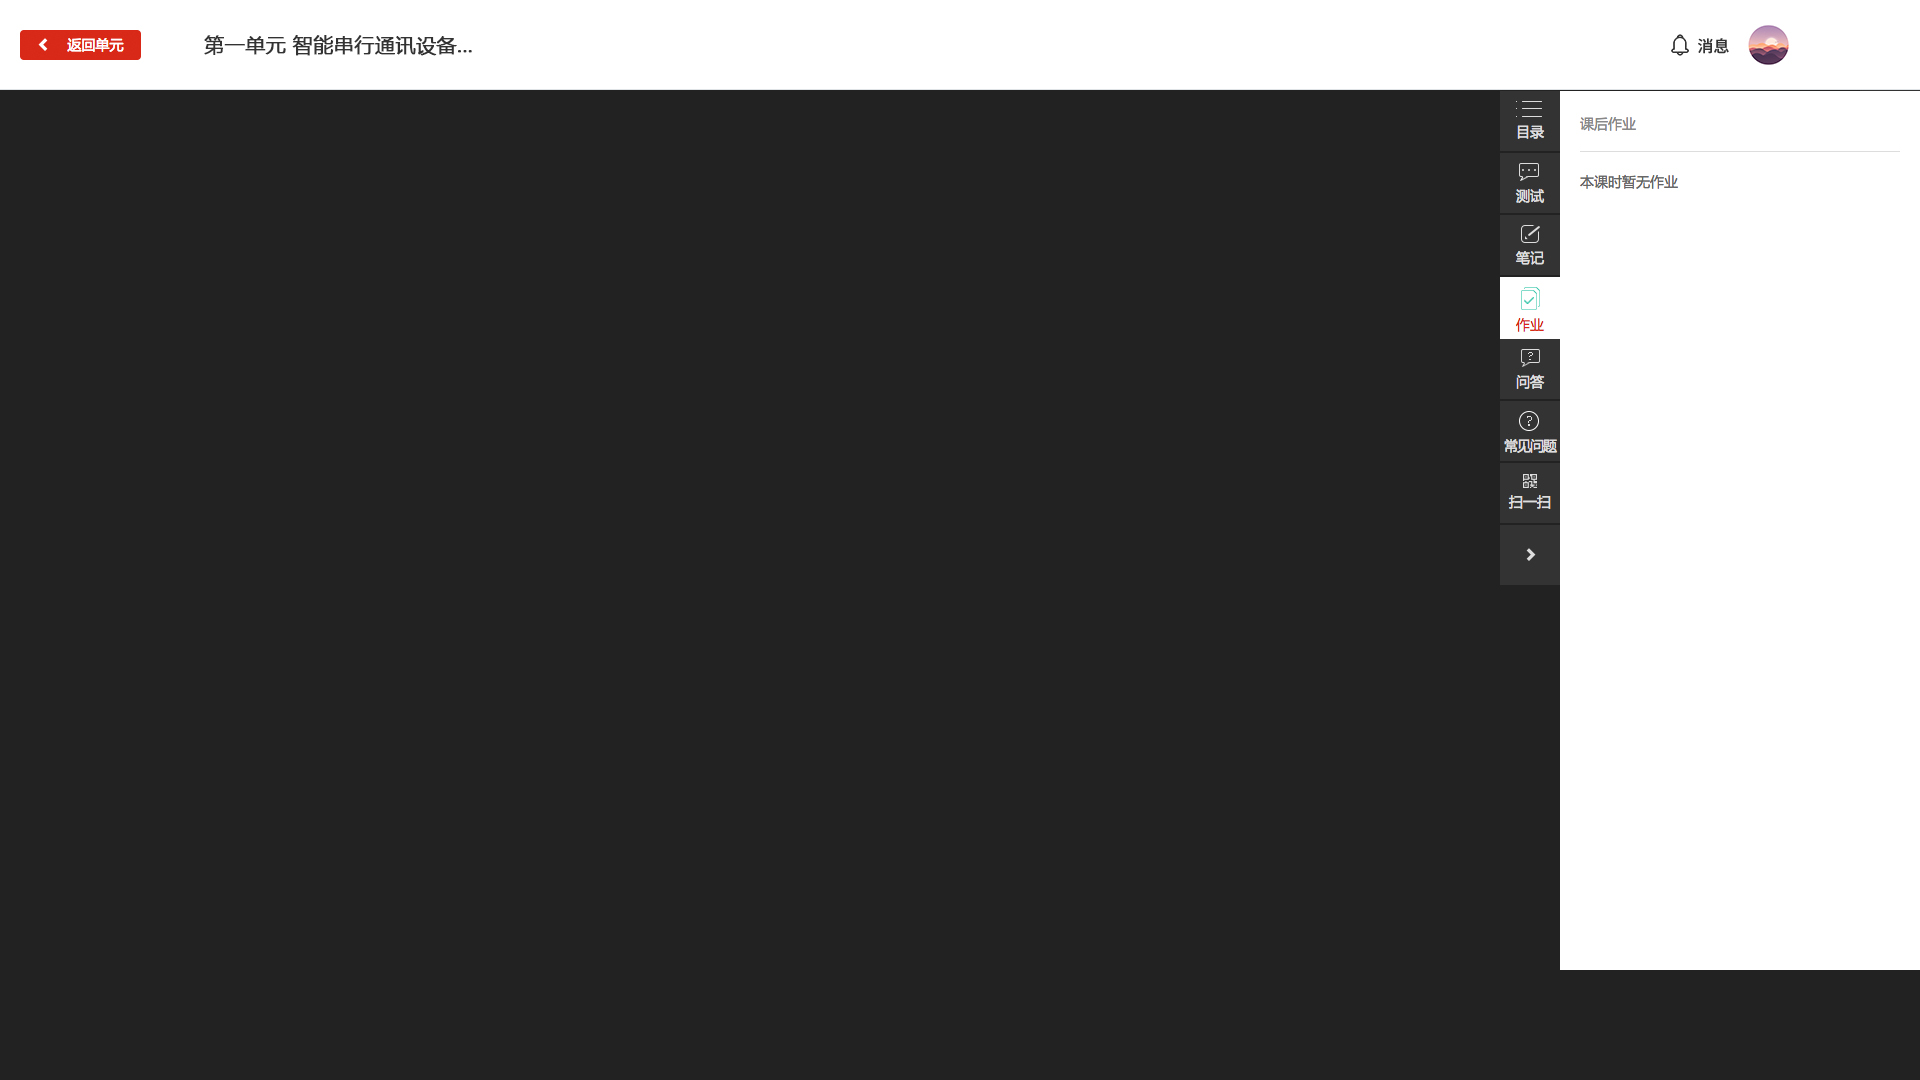 返回单元
第一单元 智能串行通讯设备...
消息
目录
测试
笔记
作业
问答
常见问题
扫一扫
课后作业
本课时暂无作业